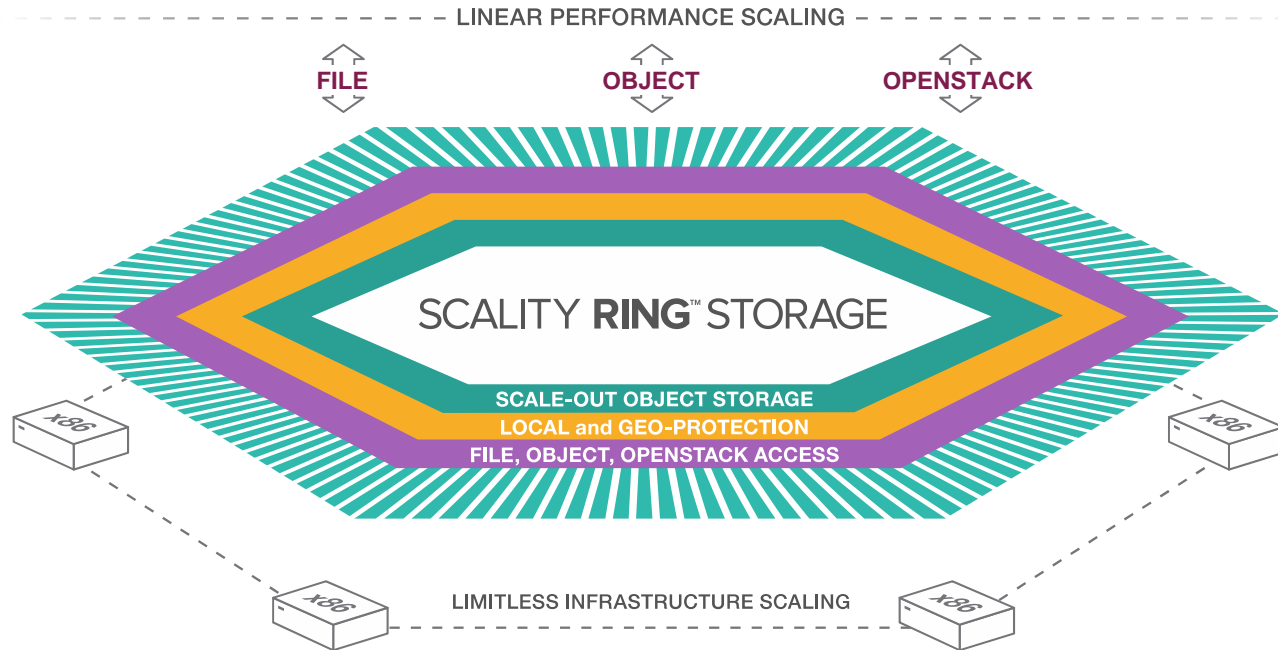 LINEAR PERFORMANCE SCALING
FILE OBJECT OPENSTACK
SCALITY RING™ STORAGE
SCALE-OUT OBJECT STORAGE
LOCAL and GEO-PROTECTION
FILE, OBJECT, OPENSTACK ACCESS
x86 x86
x86 LIMITLESS INFRASTRUCTURE SCALING x86